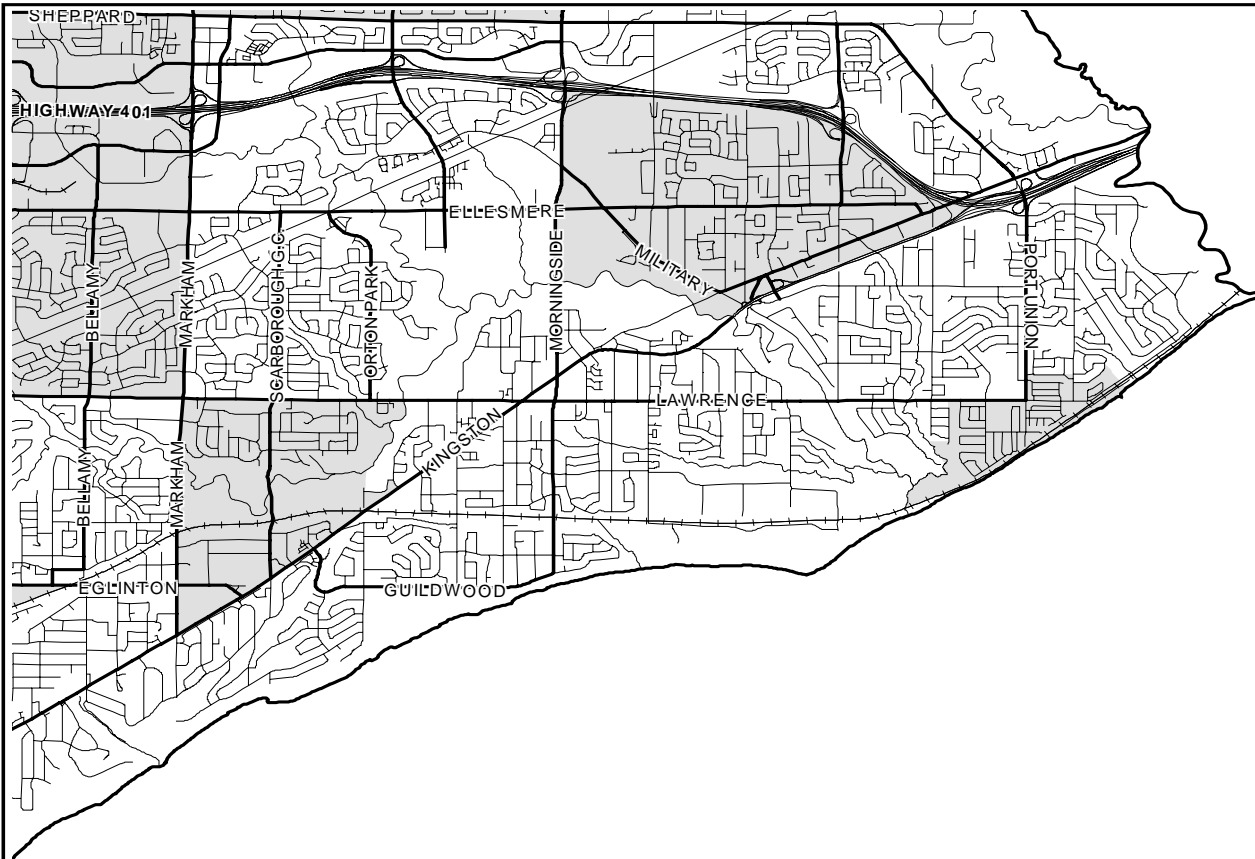 SHEPPARD
HIGHWAY 401
ELLESMERE
MILITARY
BELLAMY
MARKHAM
SCARBOROUGH G.C.
ORTON PARK
MORNINGSIDE
PORT UNION
LAWRENCE
KINGSTON
BELLAMY
MARKHAM
EGLINTON
GUILDWOOD